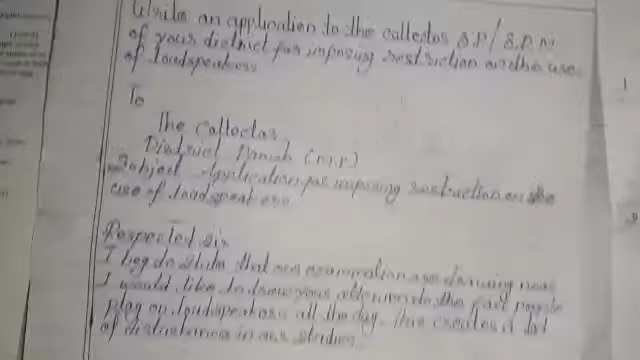 Write an application to the collector S.P/S.D.M
of your district for imposing restriction on the use
of loudspeakers
To
The Collector
District (M.P)
Subject - Application for imposing restriction on the
use of loudspeakers
Respected Sir
I beg to state that our examination are coming near
I would like to draw your attention to the fact people
play on loudspeakers all the day. This creates a lot
of disturbance in our studies.